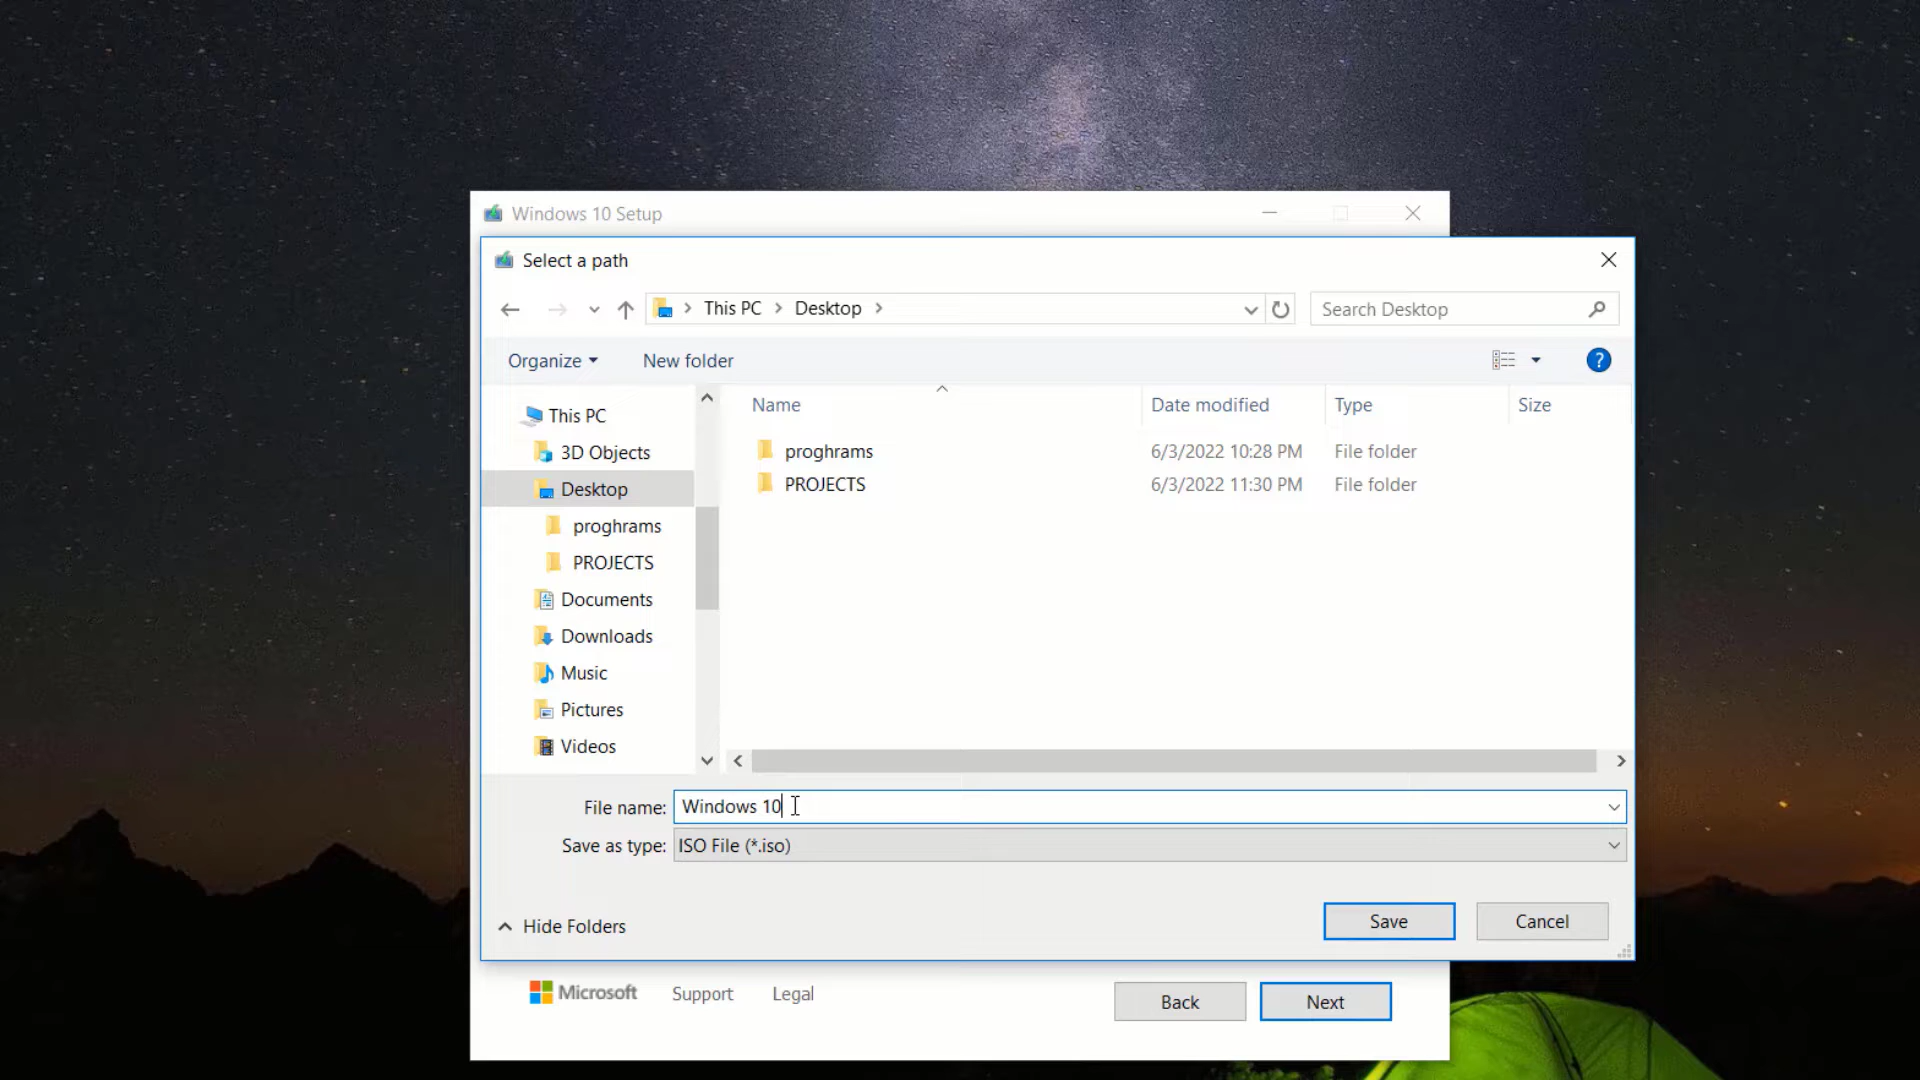 Windows 10 Setup
Select a path
This PC
Desktop
Search Desktop
Organize
New folder
?
This PC
3D Objects
Desktop
proghrams
PROJECTS
Documents
Downloads
Music
Pictures
Videos
Name Date modified Type Size
proghrams 6/3/2022 10:28 PM File folder
PROJECTS 6/3/2022 11:30 PM File folder
File name: Windows 10
Save as type: ISO File (*.iso)
Hide Folders
Save
Cancel
Microsoft
Support
Legal
Back
Next